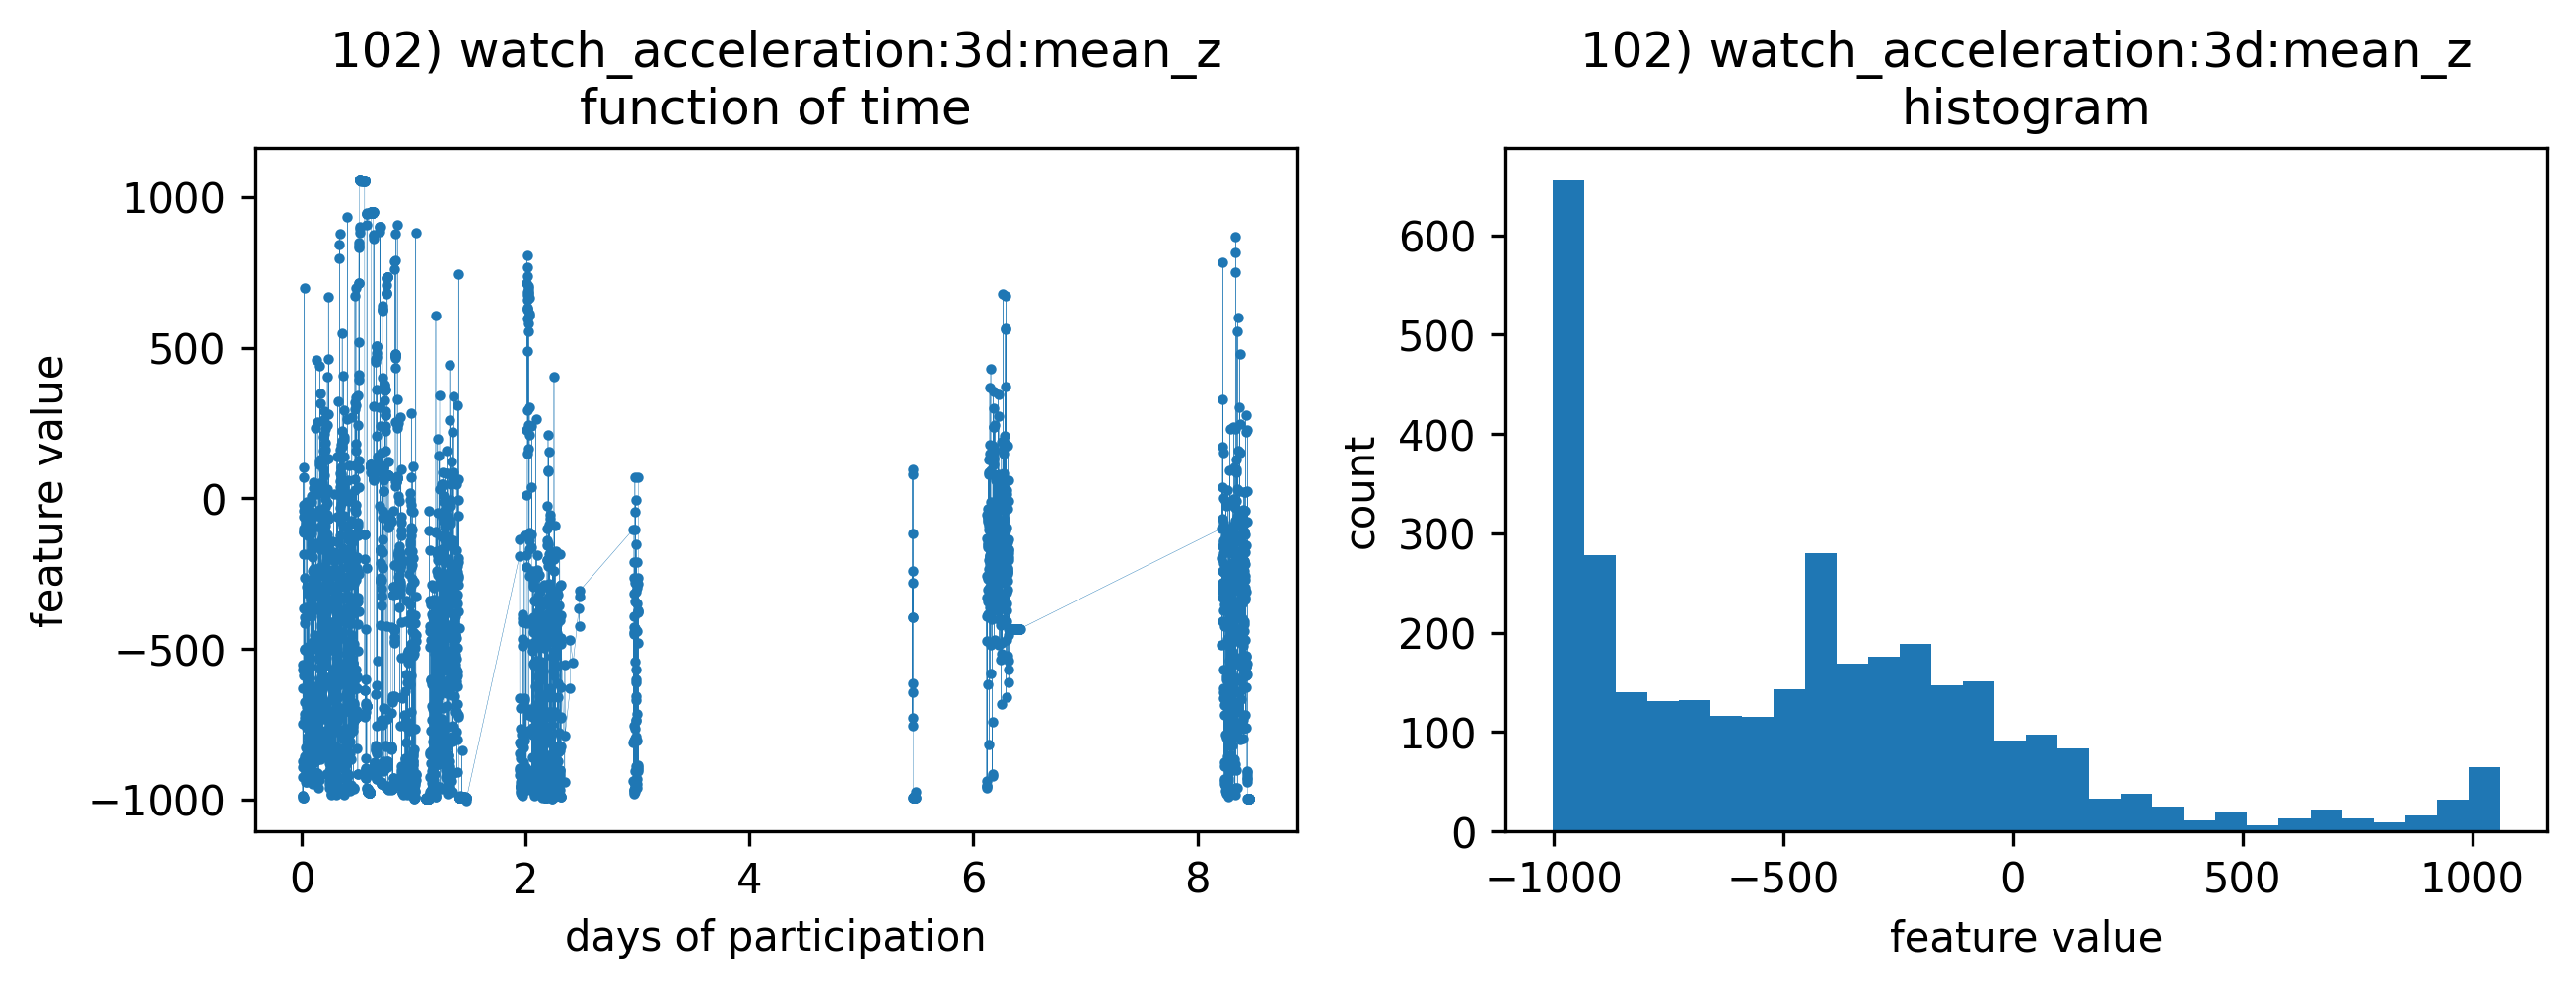 102) watch_acceleration:3d:mean_z
function of time
1000
500
0
−500
−1000
feature value
0 2 4 6 8
days of participation
102) watch_acceleration:3d:mean_z
histogram
600
500
400
300
200
100
0
count
−1000 −500 0 500 1000
feature value